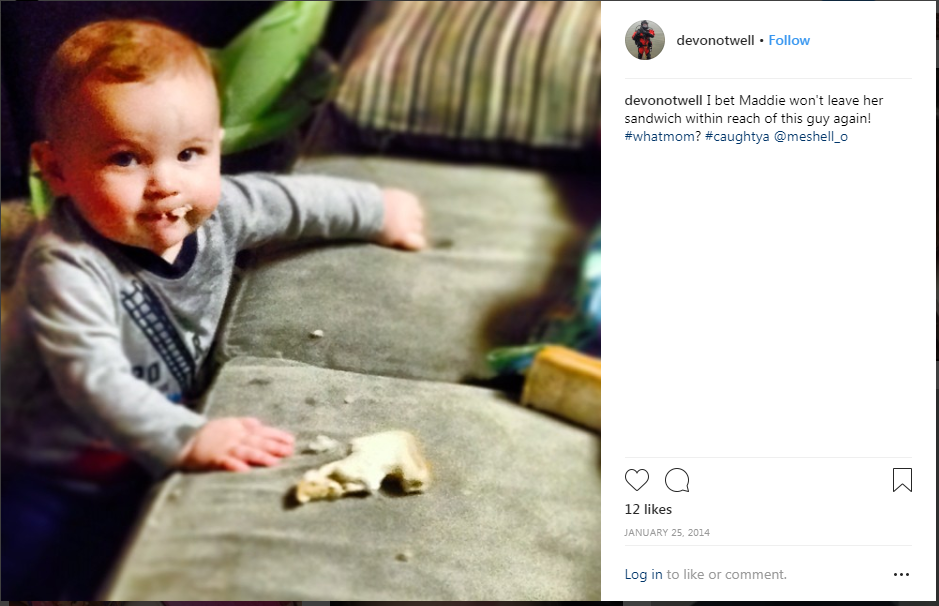 devonotwell • Follow
devonotwell I bet Maddie won't leave her
sandwich within reach of this guy again!
#whatmom? #caughtya @meshell_o
12 likes
JANUARY 25, 2014
Log in to like or comment.